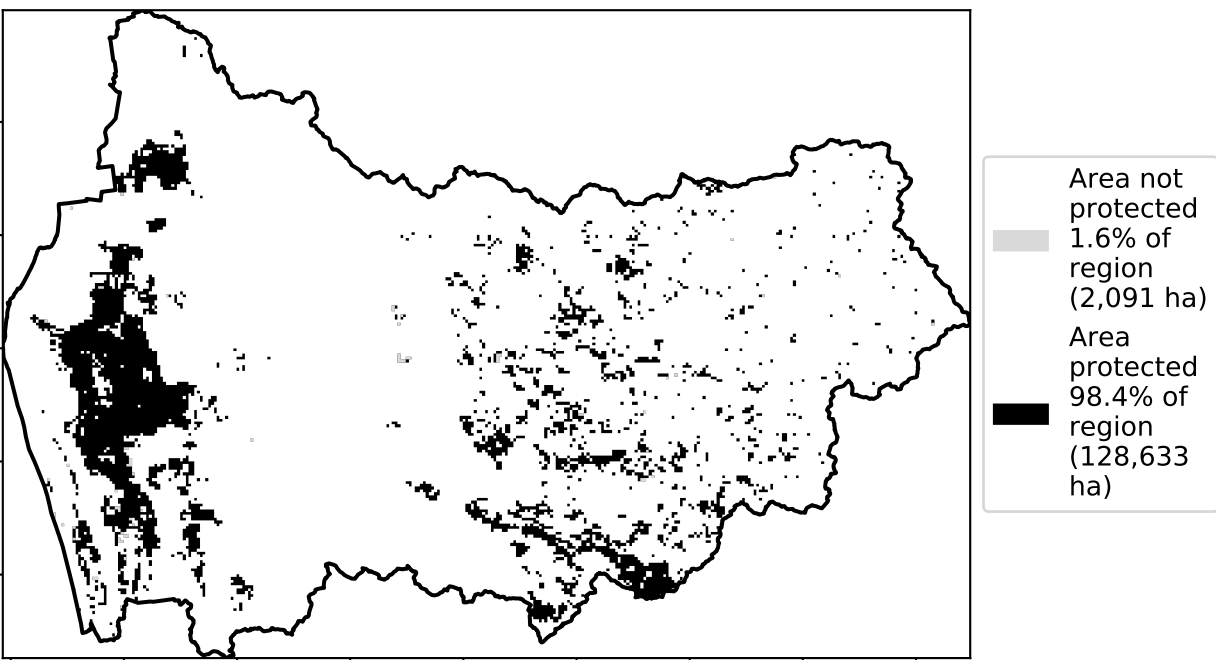 Area not
protected
1.6% of
region
(2,091 ha)
Area
protected
98.4% of
region
(128,633
ha)